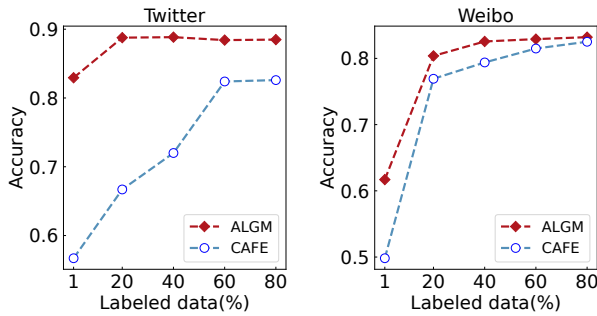 Twitter
Accuracy
0.9
0.8
0.7
0.6
ALGM
CAFE
1 20 40 60 80
Labeled data(%)
Weibo
Accuracy
0.8
0.7
0.6
0.5
ALGM
CAFE
1 20 40 60 80
Labeled data(%)